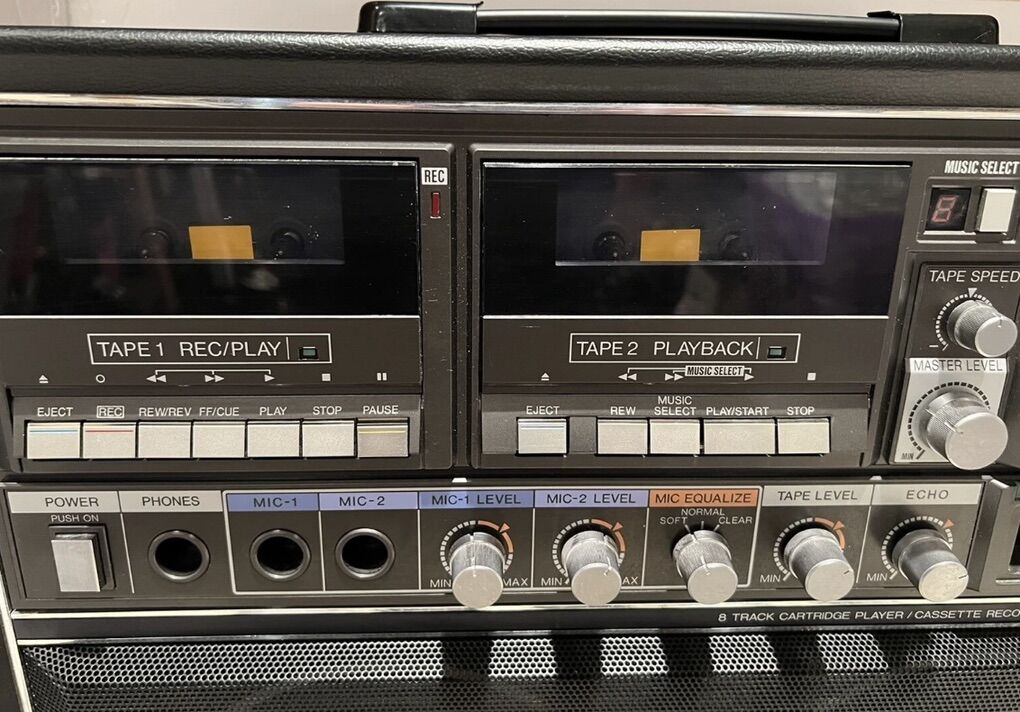 REC
MUSIC SELECT
8
TAPE SPEED
TAPE 1 REC/PLAY
TAPE 2 PLAYBACK
MUSIC SELECT
MASTER LEVEL
EJECT REC REW/REV FF/CUE PLAY STOP PAUSE
EJECT REW MUSIC SELECT PLAY/START STOP
MIN
POWER PHONES MIC-1 MIC-2 MIC-1 LEVEL MIC-2 LEVEL MIC EQUALIZE TAPE LEVEL ECHO
PUSH ON
NORMAL
SOFT CLEAR
MIN MAX MIN MAX MIN MIN
8 TRACK CARTRIDGE PLAYER / CASSETTE RECO